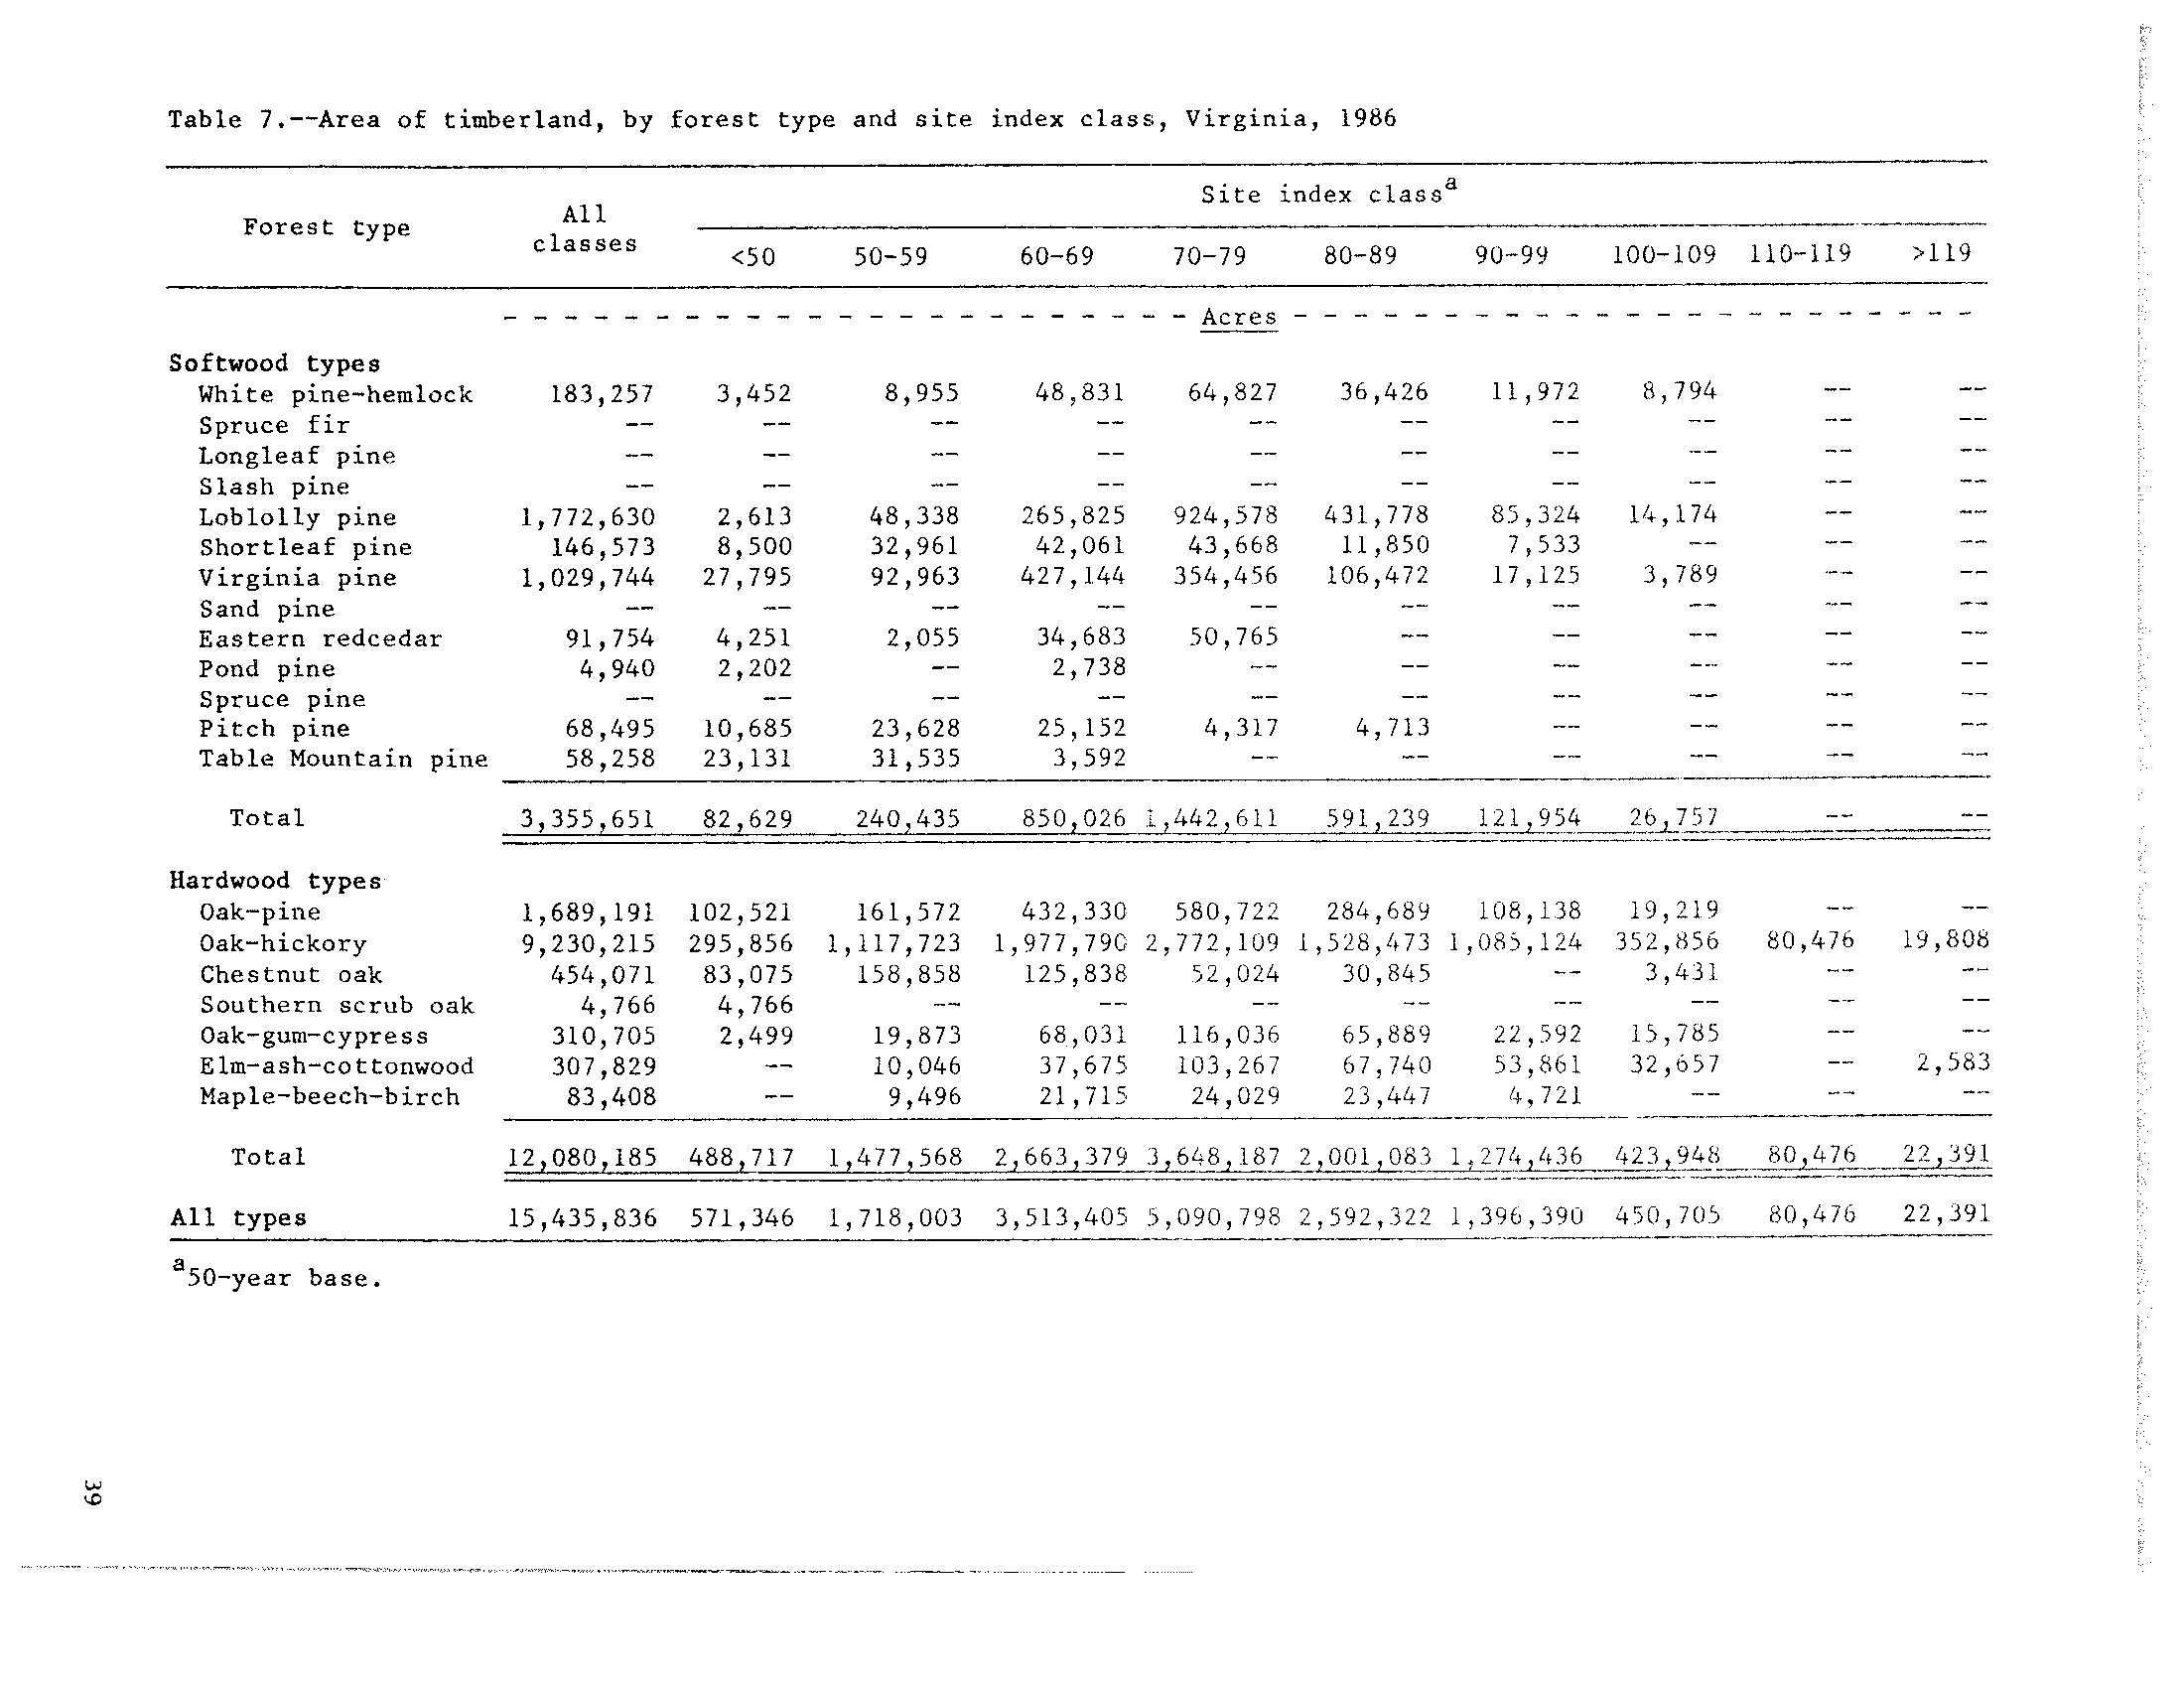 Table 7.--Area of timberland, by forest type and site index class, Virginia, 1986
Forest type All classes Site index class^a
<50 50-59 60-69 70-79 80-89 90-99 100-109 110-119 >119
- - - - - - - - - - - - - - - - - - - - - - - Acres - - - - - - - - - - - - - - - - - - - - - - -
Softwood types
White pine-hemlock 183,257 3,452 8,955 48,831 64,827 36,426 11,972 8,794 -- --
Spruce fir -- -- -- -- -- -- -- -- -- --
Longleaf pine -- -- -- -- -- -- -- -- -- --
Slash pine -- -- -- -- -- -- -- -- -- --
Loblolly pine 1,772,630 2,613 48,338 265,825 924,578 431,778 85,324 14,174 -- --
Shortleaf pine 146,573 8,500 32,961 42,061 43,668 11,850 7,533 -- -- --
Virginia pine 1,029,744 27,795 92,963 427,144 354,456 106,472 17,125 3,789 -- --
Sand pine -- -- -- -- -- -- -- -- -- --
Eastern redcedar 91,754 4,251 2,055 34,683 50,765 -- -- -- -- --
Pond pine 4,940 2,202 -- 2,738 -- -- -- -- -- --
Spruce pine -- -- -- -- -- -- -- -- -- --
Pitch pine 68,495 10,685 23,628 25,152 4,317 4,713 -- -- -- --
Table Mountain pine 58,258 23,131 31,535 3,592 -- -- -- -- -- --
Total 3,355,651 82,629 240,435 850,026 1,442,611 591,239 121,954 26,757 -- --
Hardwood types
Oak-pine 1,689,191 102,521 161,572 432,330 580,722 284,689 108,138 19,219 -- --
Oak-hickory 9,230,215 295,856 1,117,723 1,977,790 2,772,109 1,528,473 1,085,124 352,856 80,476 19,808
Chestnut oak 454,071 83,075 158,858 125,838 52,024 30,845 -- 3,431 -- --
Southern scrub oak 4,766 4,766 -- -- -- -- -- -- -- --
Oak-gum-cypress 310,705 2,499 19,873 68,031 116,036 65,889 22,592 15,785 -- --
Elm-ash-cottonwood 307,829 -- 10,046 37,675 103,267 67,740 53,861 32,657 -- 2,583
Maple-beech-birch 83,408 -- 9,496 21,715 24,029 23,447 4,721 -- -- --
Total 12,080,185 488,717 1,477,568 2,663,379 3,648,187 2,001,083 1,274,436 423,948 80,476 22,391
All types 15,435,836 571,346 1,718,003 3,513,405 5,090,798 2,592,322 1,396,390 450,705 80,476 22,391
^a50-year base.
39